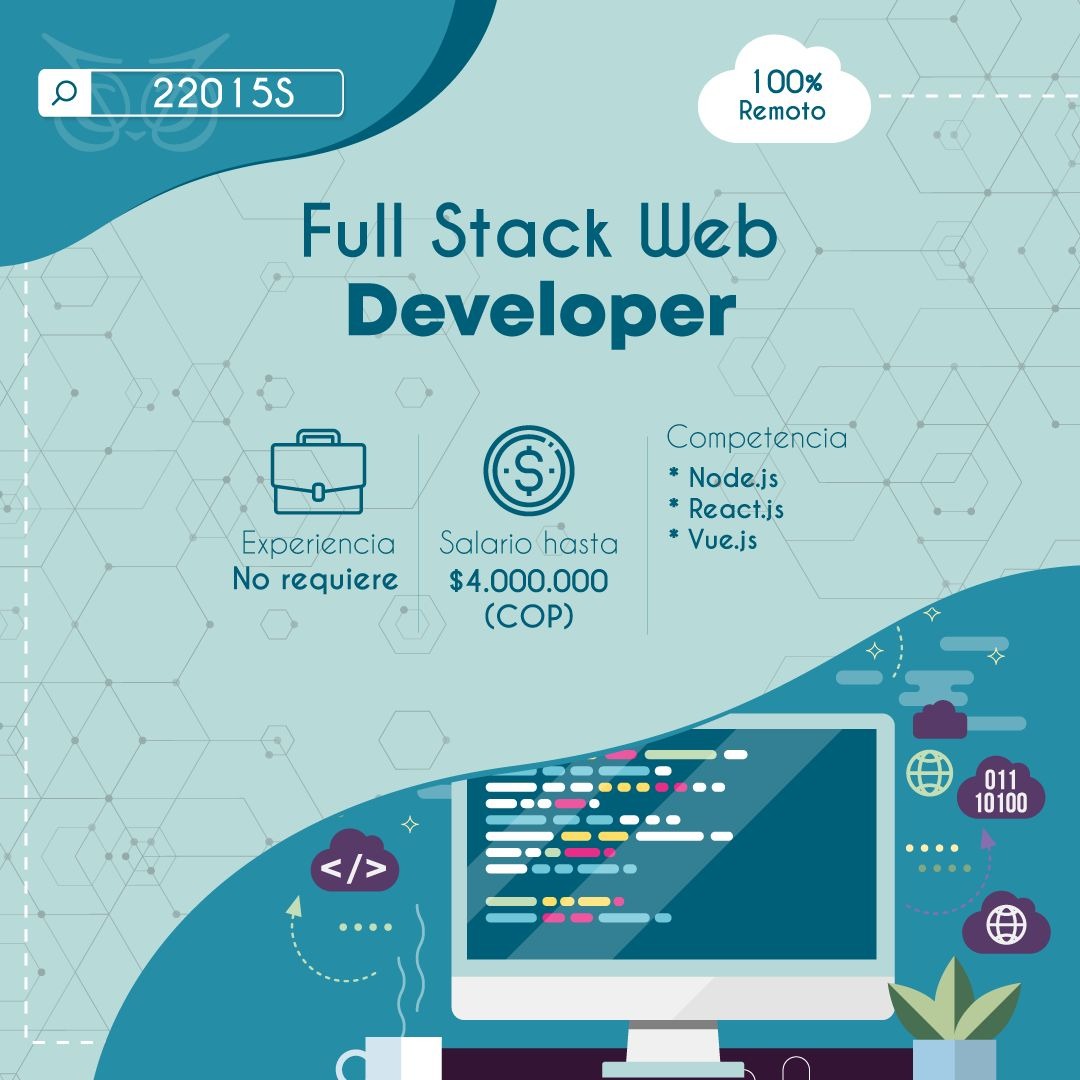 22015S
100%
Remoto
Full Stack Web
Developer
Experiencia
No requiere
Salario hasta
$4.000.000
(COP)
Competencia
* Node.js
* React.js
* Vue.js
</>
011
10100